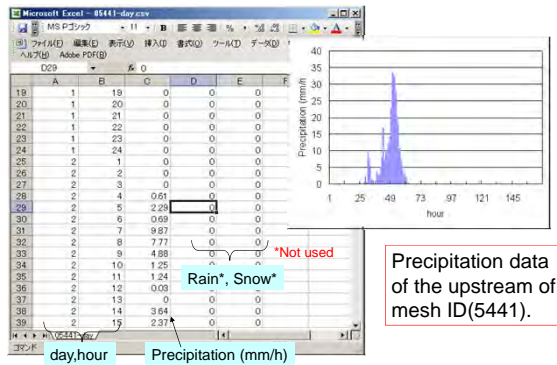 Microsoft Excel - 05441-day.csv
MS Pゴシック 11 B
ファイル(F) 編集(E) 表示(V) 挿入(I) 書式(O) ツール(T) データ(D)
ヘルプ(H) Adobe PDF(B)
D29 fx 0
A B C D E F
19 1 19 0 0 0
20 1 20 0 0 0
21 1 21 0 0 0
22 1 22 0 0 0
23 1 23 0 0 0
24 1 24 0 0 0
25 2 1 0 0 0
26 2 2 0 0 0
27 2 3 0 0 0
28 2 4 0.61 0 0
29 2 5 2.29 0 0
30 2 6 0.69 0 0
31 2 7 9.87 0 0
32 2 8 7.77 0 0
33 2 9 4.88 0 0
34 2 10 1.25 0 0
35 2 11 1.24 0 0
36 2 12 0.03 0 0
37 2 13 0 0 0
38 2 14 3.64 0 0
39 2 15 2.37 0 0
05441-day
コマンド
*Not used
Rain*, Snow*
day,hour
Precipitation (mm/h)
Precipitation (mm/h)
40
35
30
25
20
15
10
5
0
1 25 49 73 97 121 145
hour
Precipitation data
of the upstream of
mesh ID(5441).